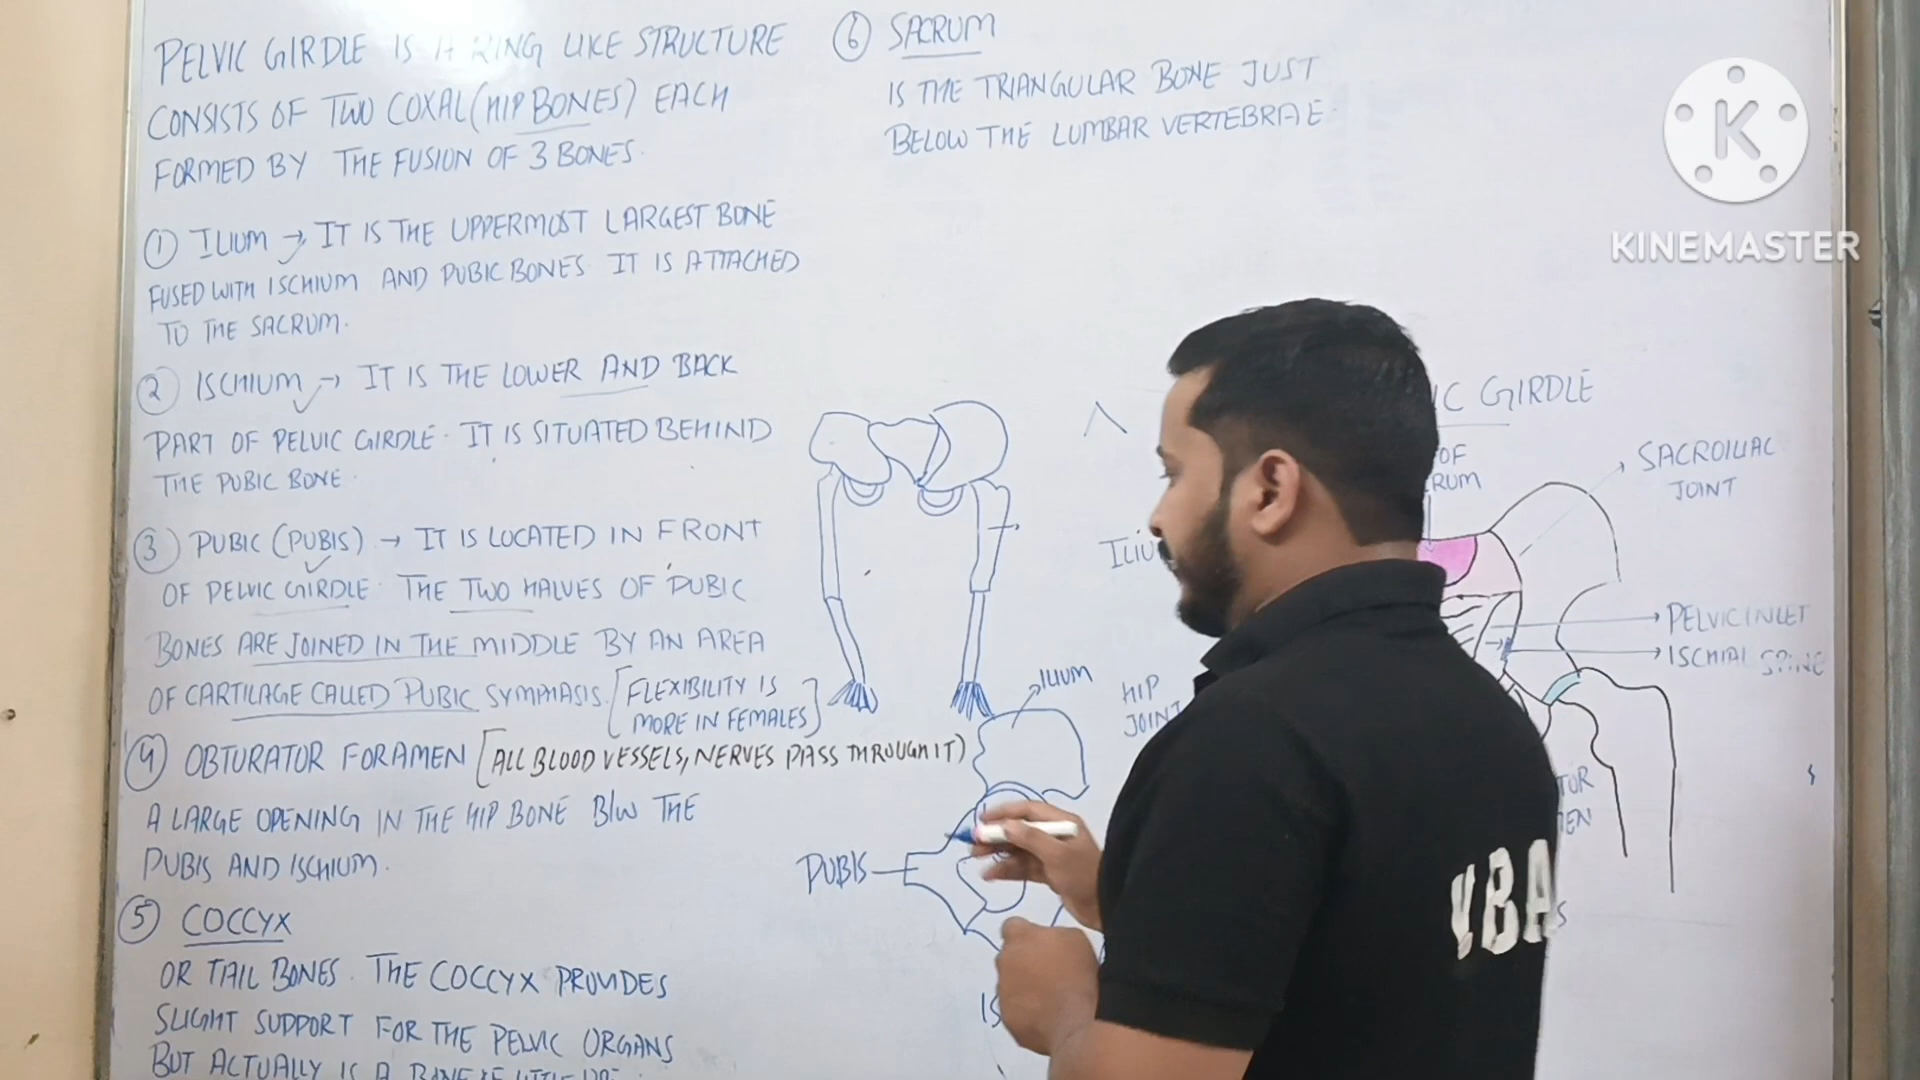 PELVIC GIRDLE IS A RING LIKE STRUCTURE
CONSISTS OF TWO COXAL (HIP BONES) EACH
FORMED BY THE FUSION OF 3 BONES.
① ILIUM → IT IS THE UPPERMOST LARGEST BONE
FUSED WITH ISCHIUM AND PUBIC BONES. IT IS ATTACHED
TO THE SACRUM.
② ISCHIUM → IT IS THE LOWER AND BACK
PART OF PELVIC GIRDLE. IT IS SITUATED BEHIND
THE PUBIC BONE.
③ PUBIC (PUBIS) → IT IS LOCATED IN FRONT
OF PELVIC GIRDLE. THE TWO HALVES OF PUBIC
BONES ARE JOINED IN THE MIDDLE BY AN AREA
OF CARTILAGE CALLED PUBIC SYMPHASIS. [FLEXIBILITY IS
MORE IN FEMALES]
④ OBTURATOR FORAMEN [ALL BLOOD VESSELS, NERVES PASS THROUGH IT)
A LARGE OPENING IN THE HIP BONE B/W THE
PUBIS AND ISCHIUM.
⑤ COCCYX
OR TAIL BONES. THE COCCYX PROVIDES
SLIGHT SUPPORT FOR THE PELVIC ORGANS
BUT ACTUALLY IS A BONE OF LITTLE
⑥ SACRUM
IS THE TRIANGULAR BONE JUST
BELOW THE LUMBAR VERTEBRAE.
K
KINEMASTER
IC GIRDLE
OF
RUM
SACROILIAC
JOINT
ILIU
PELVIC INLET
ISCHIAL SPINE
HIP
JOINT
ILIUM
PUBIS
IS
TOR
MEN
S
VBA